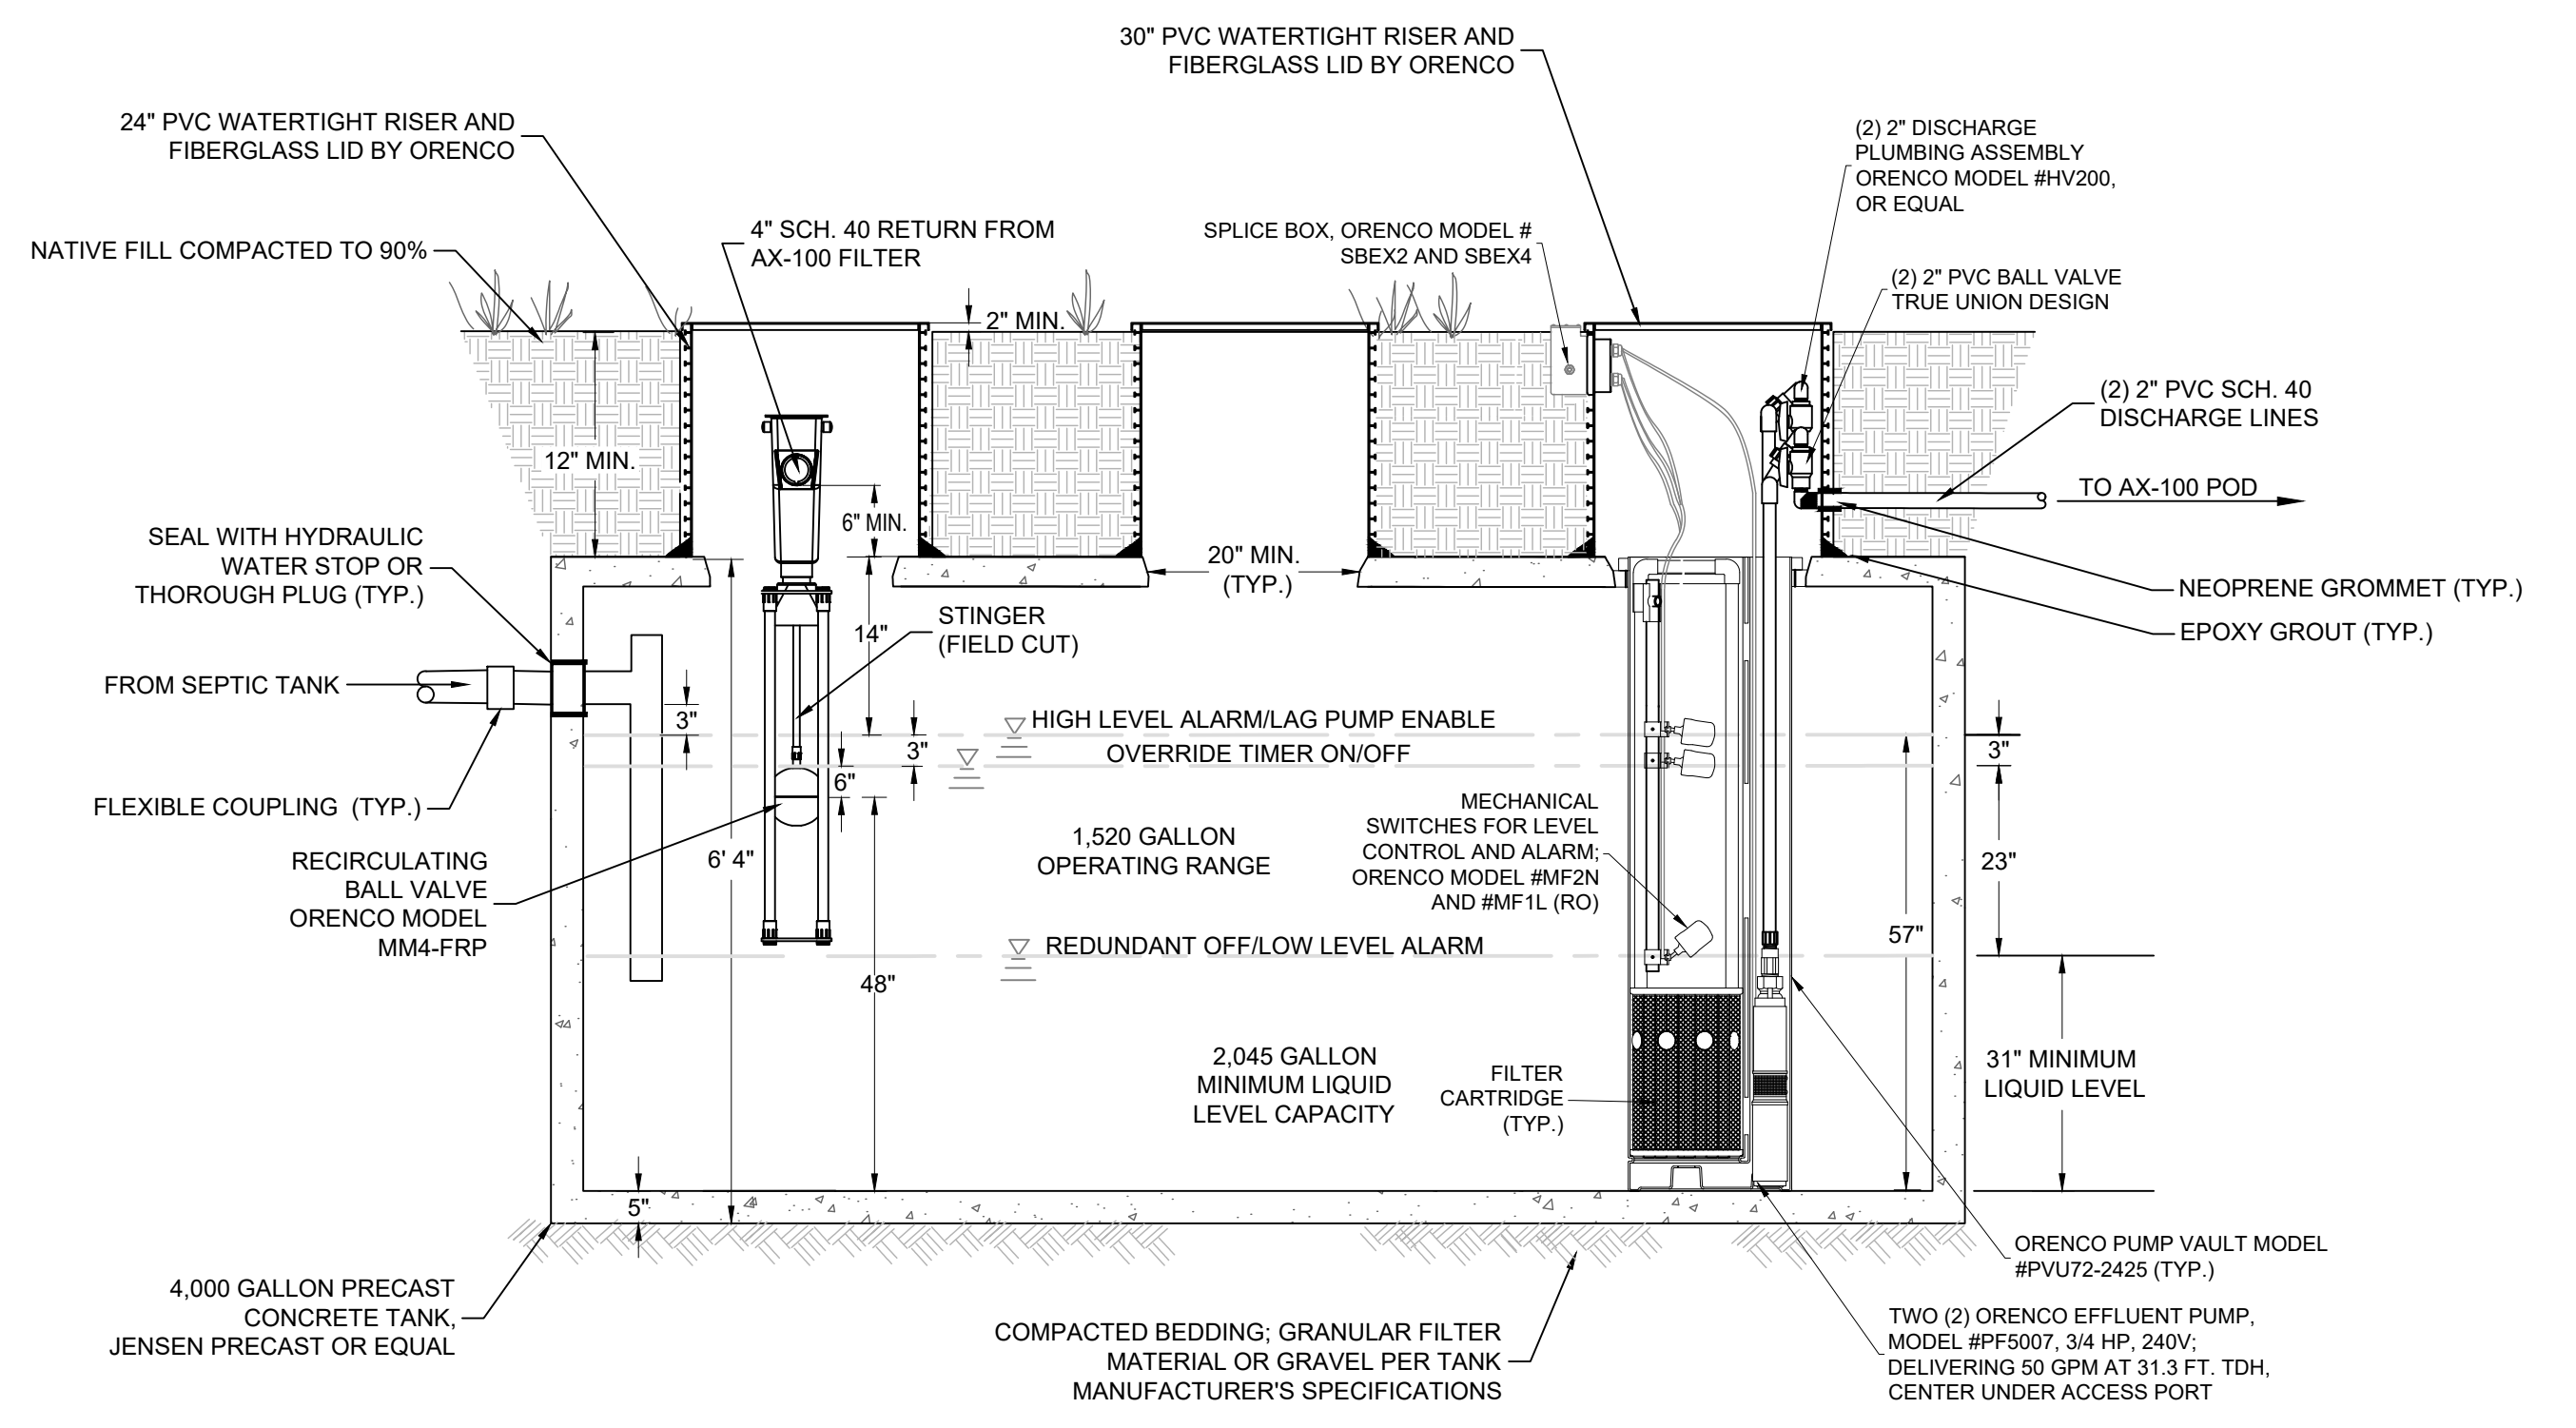 30" PVC WATERTIGHT RISER AND
FIBERGLASS LID BY ORENCO
24" PVC WATERTIGHT RISER AND
FIBERGLASS LID BY ORENCO
(2) 2" DISCHARGE
PLUMBING ASSEMBLY
ORENCO MODEL #HV200,
OR EQUAL
NATIVE FILL COMPACTED TO 90%
4" SCH. 40 RETURN FROM
AX-100 FILTER
SPLICE BOX, ORENCO MODEL #
SBEX2 AND SBEX4
(2) 2" PVC BALL VALVE
TRUE UNION DESIGN
2" MIN.
(2) 2" PVC SCH. 40
DISCHARGE LINES
12" MIN.
TO AX-100 POD
6" MIN.
SEAL WITH HYDRAULIC
WATER STOP OR
THOROUGH PLUG (TYP.)
20" MIN.
(TYP.)
NEOPRENE GROMMET (TYP.)
EPOXY GROUT (TYP.)
14"
STINGER
(FIELD CUT)
FROM SEPTIC TANK
3"
HIGH LEVEL ALARM/LAG PUMP ENABLE
3"
OVERRIDE TIMER ON/OFF
3"
6"
FLEXIBLE COUPLING (TYP.)
MECHANICAL
SWITCHES FOR LEVEL
CONTROL AND ALARM;
ORENCO MODEL #MF2N
AND #MF1L (RO)
1,520 GALLON
OPERATING RANGE
RECIRCULATING
BALL VALVE
ORENCO MODEL
MM4-FRP
6' 4"
23"
57"
REDUNDANT OFF/LOW LEVEL ALARM
48"
2,045 GALLON
MINIMUM LIQUID
LEVEL CAPACITY
FILTER
CARTRIDGE
(TYP.)
31" MINIMUM
LIQUID LEVEL
5"
ORENCO PUMP VAULT MODEL
#PVU72-2425 (TYP.)
4,000 GALLON PRECAST
CONCRETE TANK,
JENSEN PRECAST OR EQUAL
COMPACTED BEDDING; GRANULAR FILTER
MATERIAL OR GRAVEL PER TANK
MANUFACTURER'S SPECIFICATIONS
TWO (2) ORENCO EFFLUENT PUMP,
MODEL #PF5007, 3/4 HP, 240V;
DELIVERING 50 GPM AT 31.3 FT. TDH,
CENTER UNDER ACCESS PORT